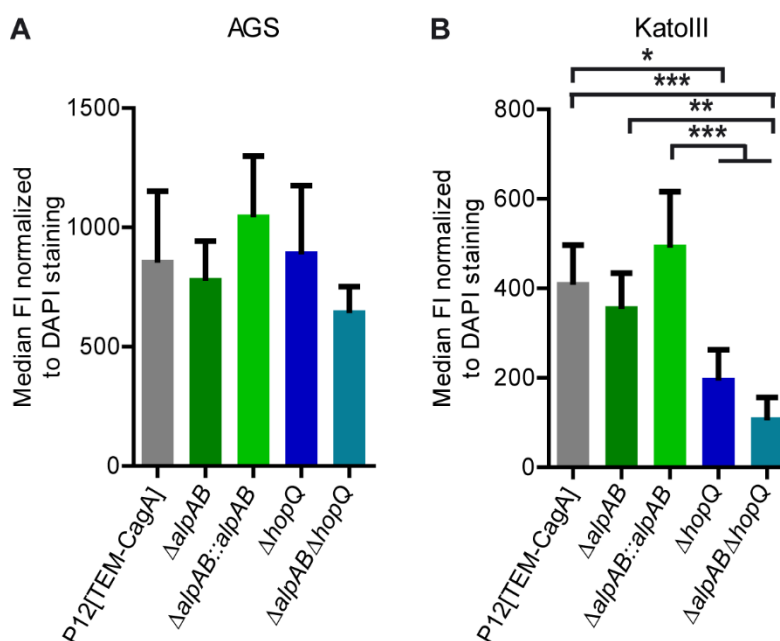 A
AGS
Median FI normalized
to DAPI staining
1500
1000
500
0
P12[TEM-CagA]
ΔalpAB
ΔalpAB::alpAB
ΔhopQ
ΔalpABΔhopQ
B
KatoIII
*
***
**
***
Median FI normalized
to DAPI staining
800
600
400
200
0
P12[TEM-CagA]
ΔalpAB
ΔalpAB::alpAB
ΔhopQ
ΔalpABΔhopQ